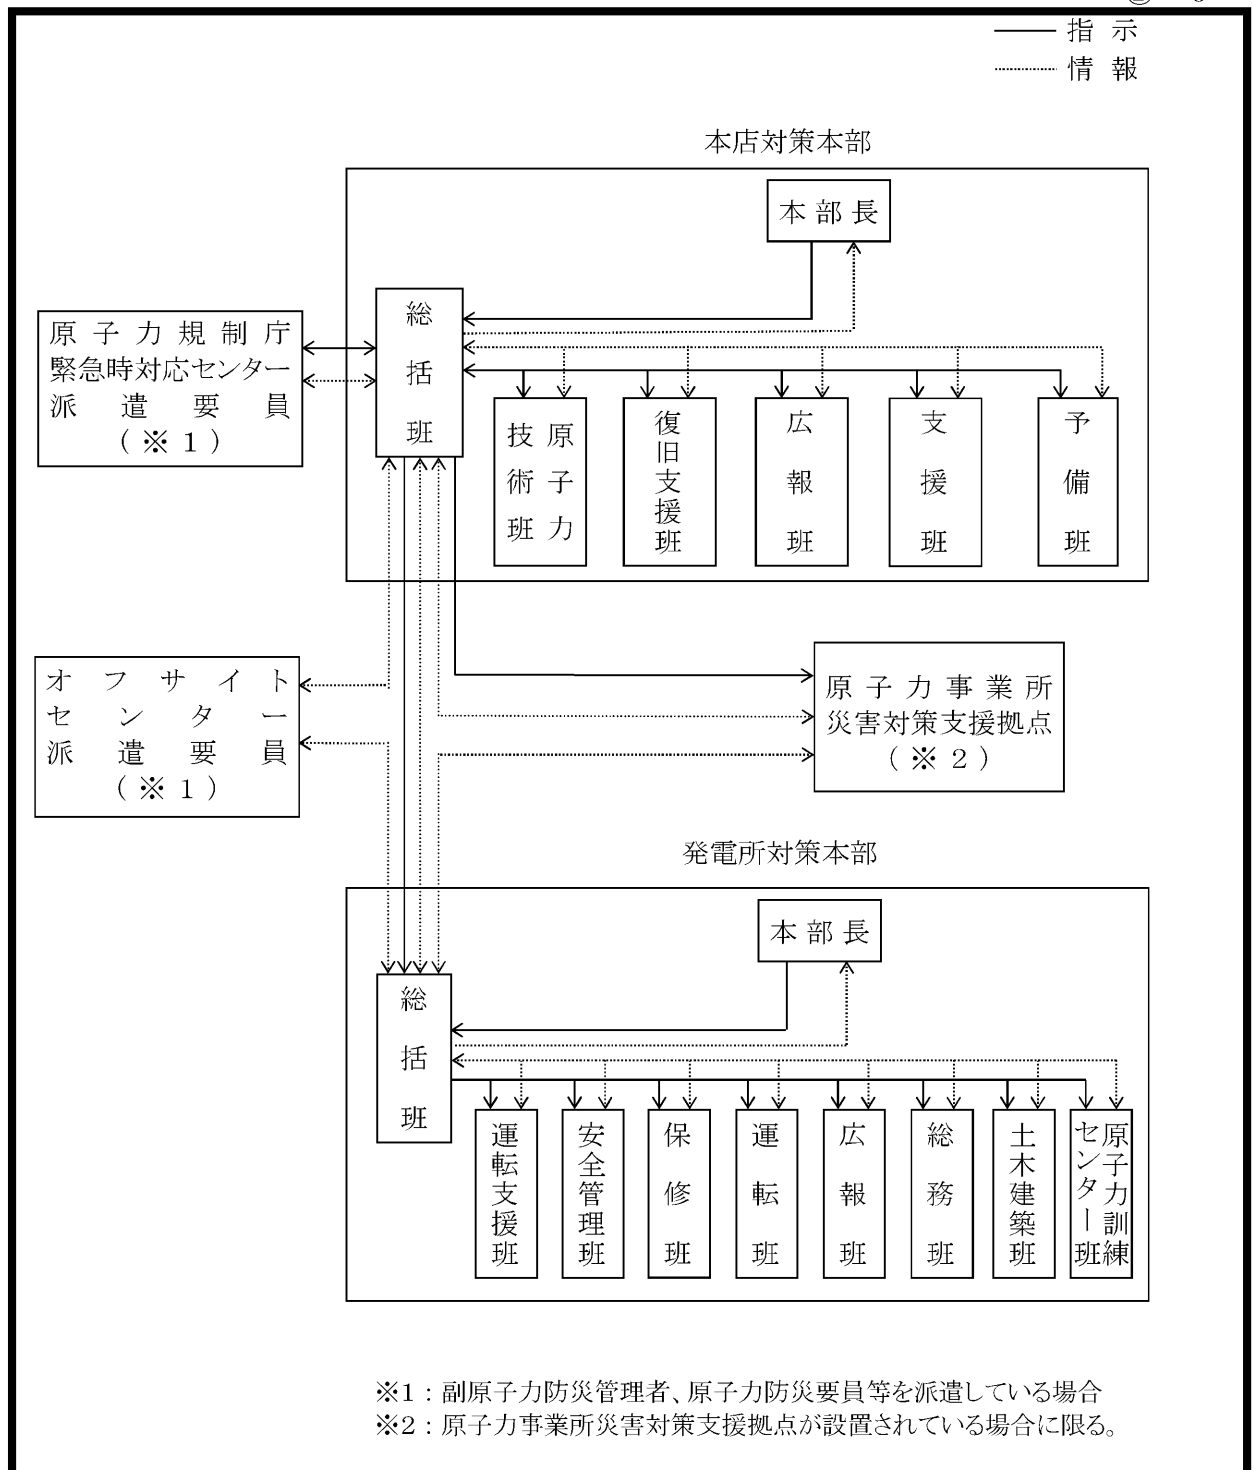 指示
情報
本店対策本部
本部長
総括班
原子力規制庁
緊急時対応センター
派遣要員
（※１）
原子力
技術班
復旧支援班
広報班
支援班
予備班
オフサイト
センター
派遣要員
（※１）
原子力事業所
災害対策支援拠点
（※２）
発電所対策本部
本部長
総括班
運転支援班
安全管理班
保修班
運転班
広報班
総務班
土木建築班
原子力訓練
センター班
※1：副原子力防災管理者、原子力防災要員等を派遣している場合
※2：原子力事業所災害対策支援拠点が設置されている場合に限る。